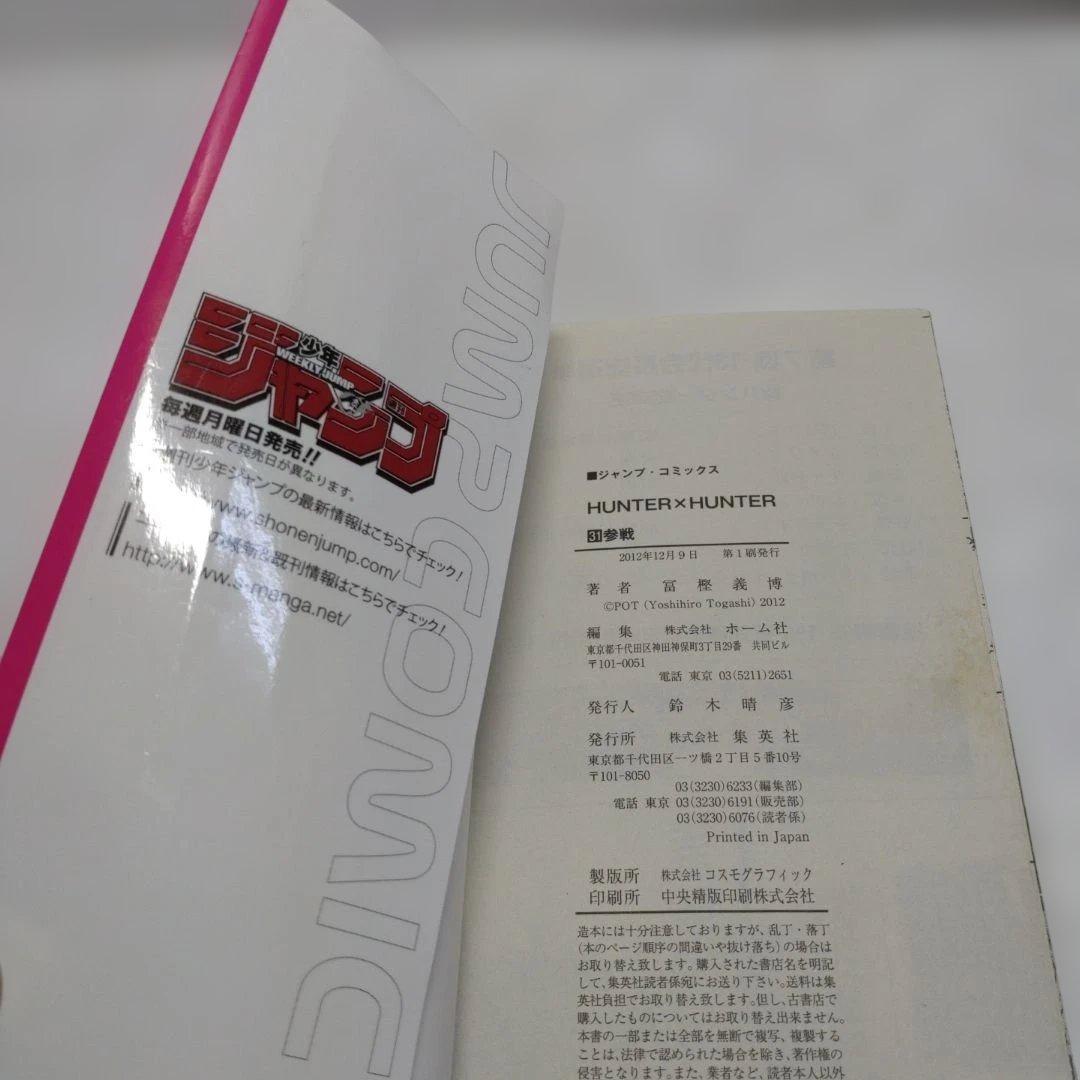 JUMP COMIC
少年
WEEKLY JUMP
ジャンプ
毎週月曜日発売!!
一部地域で発売日が異なります。
刊少年ジャンプの最新情報はこちらでチェック!
www.shonenjump.com/
の最新&既刊情報はこちらでチェック!
http://www.s-manga.net/
■ジャンプ・コミックス
HUNTER×HUNTER
31参戦
2012年12月9日 第1刷発行
著者 冨樫義博
©POT (Yoshihiro Togashi) 2012
編集 株式会社 ホーム社
東京都千代田区神田神保町3丁目29番 共同ビル
〒101-0051
電話 東京 03(5211)2651
発行人 鈴木晴彦
発行所 株式会社 集英社
東京都千代田区一ツ橋2丁目5番10号
〒101-8050
03(3230)6233(編集部)
電話 東京 03(3230)6191(販売部)
03(3230)6076(読者係)
Printed in Japan
製版所 株式会社 コスモグラフィック
印刷所 中央精版印刷株式会社
造本には十分注意しておりますが、乱丁・落丁
(本のページ順序の間違いや抜け落ち)の場合は
お取り替え致します。購入された書店名を明記
して、集英社読者係宛にお送り下さい。送料は集
英社負担でお取り替え致します。但し、古書店で
購入したものについてはお取り替え出来ません。
本書の一部または全部を無断で複写、複製する
ことは、法律で認められた場合を除き、著作権の
侵害となります。また、業者など、読者本人以外